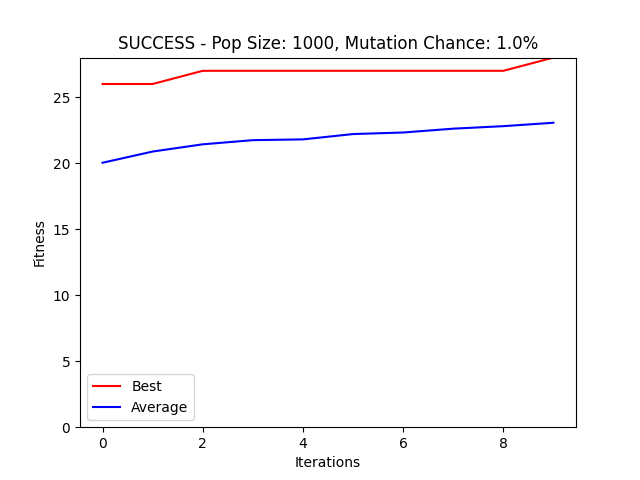 SUCCESS - Pop Size: 1000, Mutation Chance: 1.0%
25
20
15
10
5
0
Fitness
Best
Average
0 2 4 6 8
Iterations